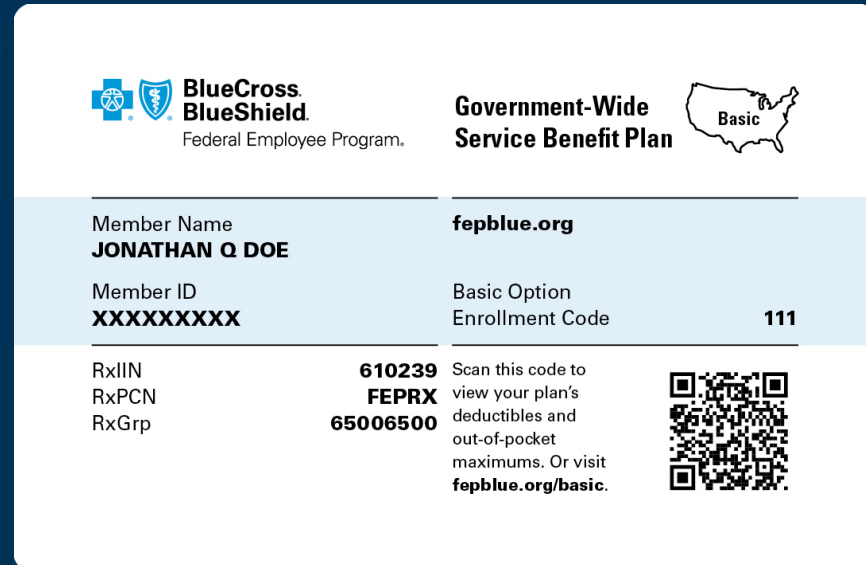 BlueCross.
BlueShield.
Federal Employee Program.
Government-Wide
Service Benefit Plan
Basic
Member Name
JONATHAN Q DOE
Member ID
XXXXXXXXX
fepblue.org
Basic Option
Enrollment Code 111
RxIIN 610239
RxPCN FEPRX
RxGrp 65006500
Scan this code to
view your plan’s
deductibles and
out-of-pocket
maximums. Or visit
fepblue.org/basic.